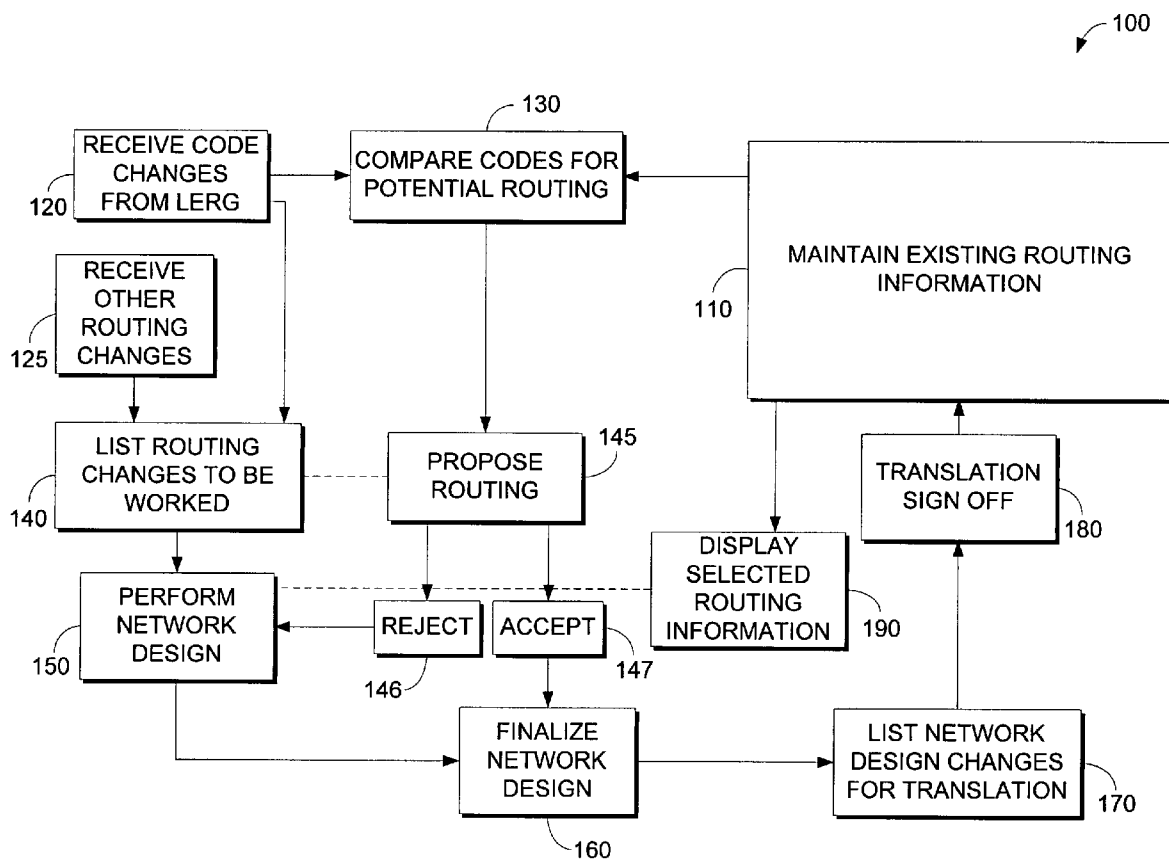 100
130
RECEIVE CODE
CHANGES
FROM LERG
120
COMPARE CODES FOR
POTENTIAL ROUTING
MAINTAIN EXISTING ROUTING
INFORMATION
110
RECEIVE
OTHER
ROUTING
CHANGES
125
LIST ROUTING
CHANGES TO BE
WORKED
140
PROPOSE
ROUTING
145
TRANSLATION
SIGN OFF
180
DISPLAY
SELECTED
ROUTING
INFORMATION
190
PERFORM
NETWORK
DESIGN
150
REJECT
146
ACCEPT
147
FINALIZE
NETWORK
DESIGN
160
LIST NETWORK
DESIGN CHANGES
FOR TRANSLATION
170